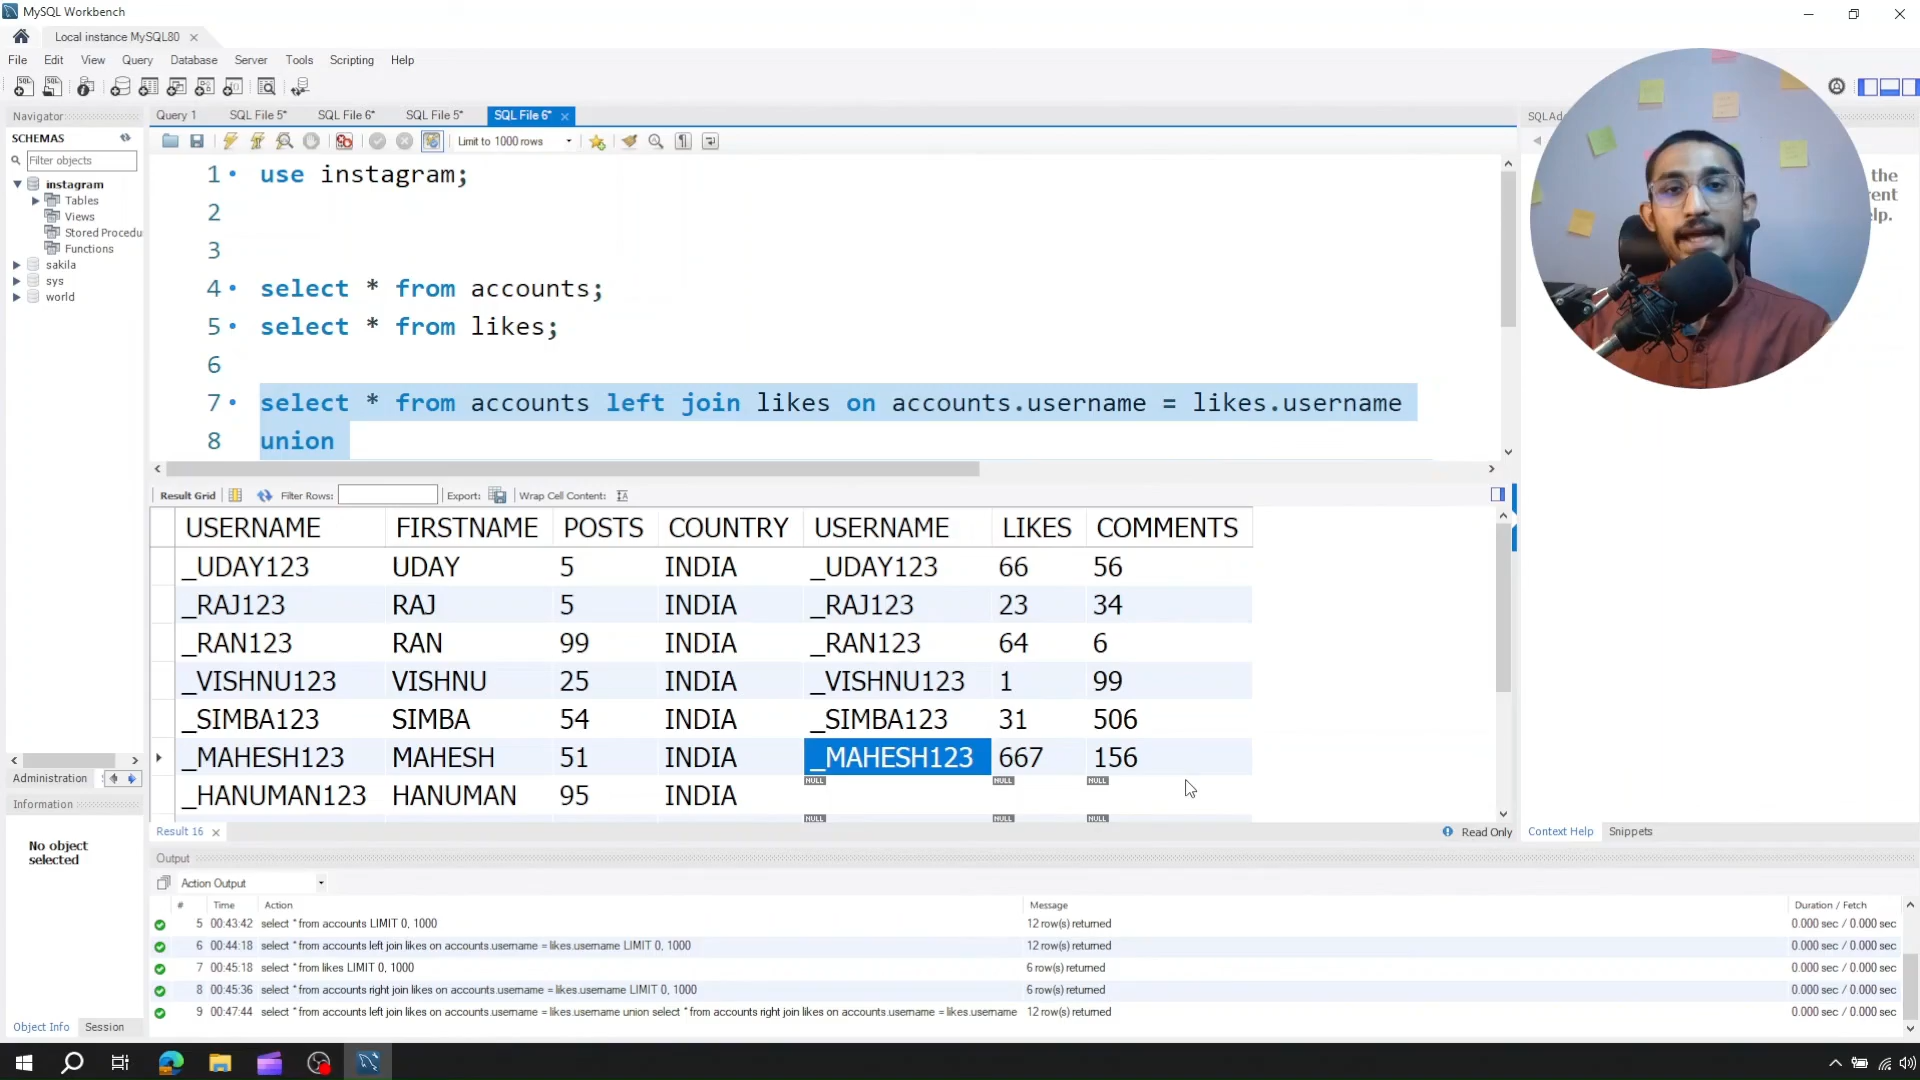 MySQL Workbench
Local instance MySQL80
File Edit View Query Database Server Tools Scripting Help
Navigator
SCHEMAS
Filter objects
instagram
Tables
Views
Stored Procedu
Functions
sakila
sys
world
Administration
Information
No object
selected
Object Info Session
Query 1 SQL File 5* SQL File 6* SQL File 5* SQL File 6*
Limit to 1000 rows
1 use instagram;
2
3
4 select * from accounts;
5 select * from likes;
6
7 select * from accounts left join likes on accounts.username = likes.username
8 union
Result Grid Filter Rows: Export: Wrap Cell Content:
USERNAME FIRSTNAME POSTS COUNTRY USERNAME LIKES COMMENTS
_UDAY123 UDAY 5 INDIA _UDAY123 66 56
_RAJ123 RAJ 5 INDIA _RAJ123 23 34
_RAN123 RAN 99 INDIA _RAN123 64 6
_VISHNU123 VISHNU 25 INDIA _VISHNU123 1 99
_SIMBA123 SIMBA 54 INDIA _SIMBA123 31 506
_MAHESH123 MAHESH 51 INDIA _MAHESH123 667 156
_HANUMAN123 HANUMAN 95 INDIA NULL NULL NULL
NULL NULL NULL
Result 16 Read Only
Output
Action Output
# Time Action Message Duration / Fetch
5 00:43:42 select * from accounts LIMIT 0, 1000 12 row(s) returned 0.000 sec / 0.000 sec
6 00:44:18 select * from accounts left join likes on accounts.username = likes.username LIMIT 0, 1000 12 row(s) returned 0.000 sec / 0.000 sec
7 00:45:18 select * from likes LIMIT 0, 1000 6 row(s) returned 0.000 sec / 0.000 sec
8 00:45:36 select * from accounts right join likes on accounts.username = likes.username LIMIT 0, 1000 6 row(s) returned 0.000 sec / 0.000 sec
9 00:47:44 select * from accounts left join likes on accounts.username = likes.username union select * from accounts right join likes on accounts.username = likes.username 12 row(s) returned 0.000 sec / 0.000 sec
SQLAd
the
rent
elp.
Context Help Snippets